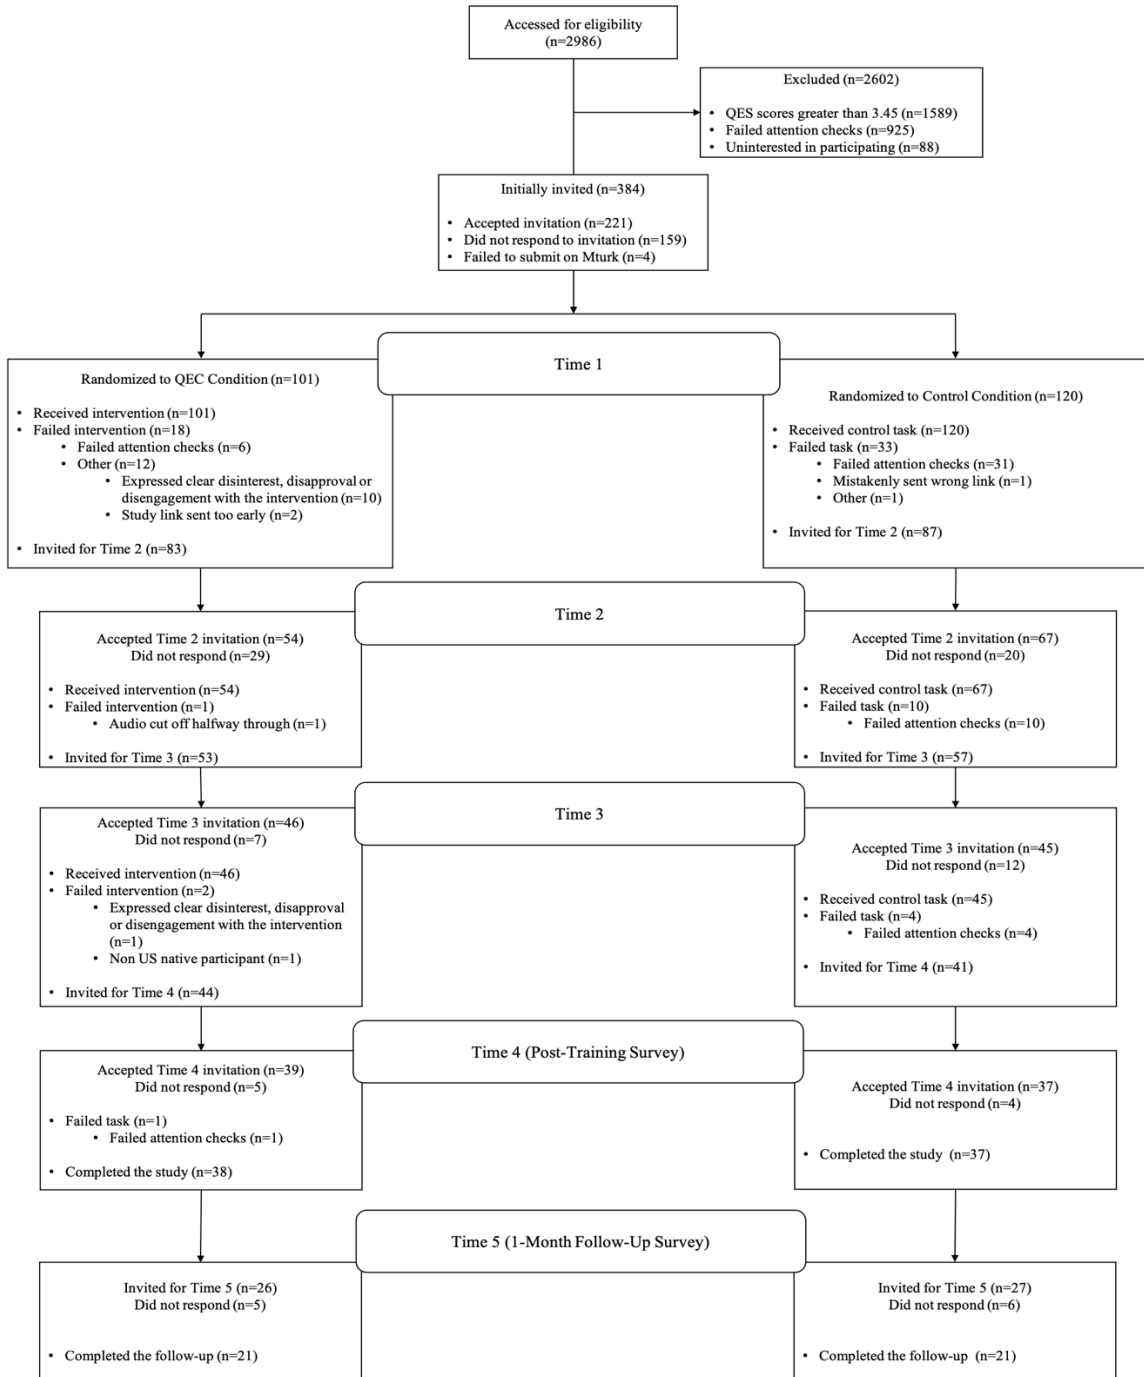 Accessed for eligibility
(n=2986)
Excluded (n=2602)
• QES scores greater than 3.45 (n=1589)
• Failed attention checks (n=925)
• Uninterested in participating (n=88)
Initially invited (n=384)
• Accepted invitation (n=221)
• Did not respond to invitation (n=159)
• Failed to submit on Mturk (n=4)
Time 1
Randomized to QEC Condition (n=101)
• Received intervention (n=101)
• Failed intervention (n=18)
• Failed attention checks (n=6)
• Other (n=12)
• Expressed clear disinterest, disapproval or
disengagement with the intervention (n=10)
• Study link sent too early (n=2)
• Invited for Time 2 (n=83)
Randomized to Control Condition (n=120)
• Received control task (n=120)
• Failed task (n=33)
• Failed attention checks (n=31)
• Mistakenly sent wrong link (n=1)
• Other (n=1)
• Invited for Time 2 (n=87)
Time 2
Accepted Time 2 invitation (n=54)
Did not respond (n=29)
• Received intervention (n=54)
• Failed intervention (n=1)
• Audio cut off halfway through (n=1)
• Invited for Time 3 (n=53)
Accepted Time 2 invitation (n=67)
Did not respond (n=20)
• Received control task (n=67)
• Failed task (n=10)
• Failed attention checks (n=10)
• Invited for Time 3 (n=57)
Time 3
Accepted Time 3 invitation (n=46)
Did not respond (n=7)
• Received intervention (n=46)
• Failed intervention (n=2)
• Expressed clear disinterest, disapproval
or disengagement with the intervention
(n=1)
• Non US native participant (n=1)
• Invited for Time 4 (n=44)
Accepted Time 3 invitation (n=45)
Did not respond (n=12)
• Received control task (n=45)
• Failed task (n=4)
• Failed attention checks (n=4)
• Invited for Time 4 (n=41)
Time 4 (Post-Training Survey)
Accepted Time 4 invitation (n=39)
Did not respond (n=5)
• Failed task (n=1)
• Failed attention checks (n=1)
• Completed the study (n=38)
Accepted Time 4 invitation (n=37)
Did not respond (n=4)
• Completed the study (n=37)
Time 5 (1-Month Follow-Up Survey)
Invited for Time 5 (n=26)
Did not respond (n=5)
• Completed the follow-up (n=21)
Invited for Time 5 (n=27)
Did not respond (n=6)
• Completed the follow-up (n=21)